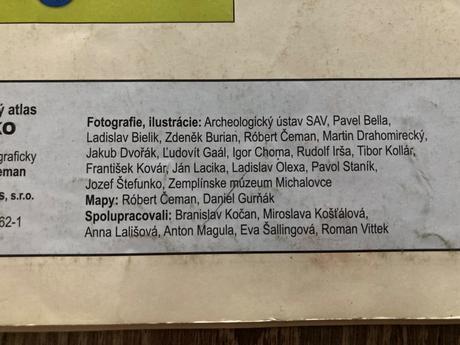 ý atlas
ko
graficky
eman
s, s.r.o.
62-1
Fotografie, ilustrácie: Archeologický ústav SAV, Pavel Bella,
Ladislav Bielik, Zdeněk Burian, Róbert Čeman, Martin Drahomirecký,
Jakub Dvořák, Ľudovít Gaál, Igor Choma, Rudolf Irša, Tibor Kollár,
František Kovár, Ján Lacika, Ladislav Olexa, Pavol Staník,
Jozef Štefunko, Zemplínske múzeum Michalovce
Mapy: Róbert Čeman, Daniel Gurňák
Spolupracovali: Branislav Kočan, Miroslava Košťálová,
Anna Lališová, Anton Magula, Eva Šallingová, Roman Vittek